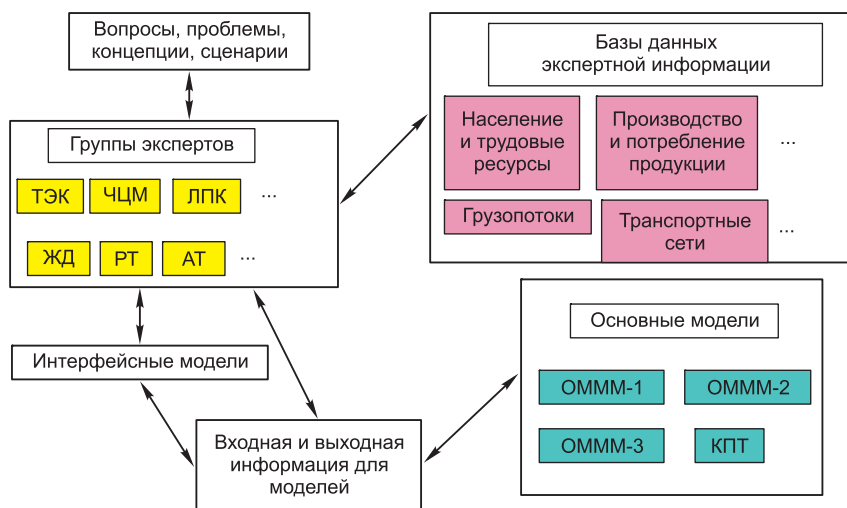 Вопросы, проблемы,
концепции, сценарии
Группы экспертов
ТЭК ЧЦМ ЛПК ...
ЖД РТ АТ ...
Базы данных
экспертной информации
Население
и трудовые
ресурсы
Производство
и потребление
продукции
...
Грузопотоки
Транспортные
сети
...
Интерфейсные модели
Входная и выходная
информация для
моделей
Основные модели
ОМММ-1 ОМММ-2
ОМММ-3 КПТ